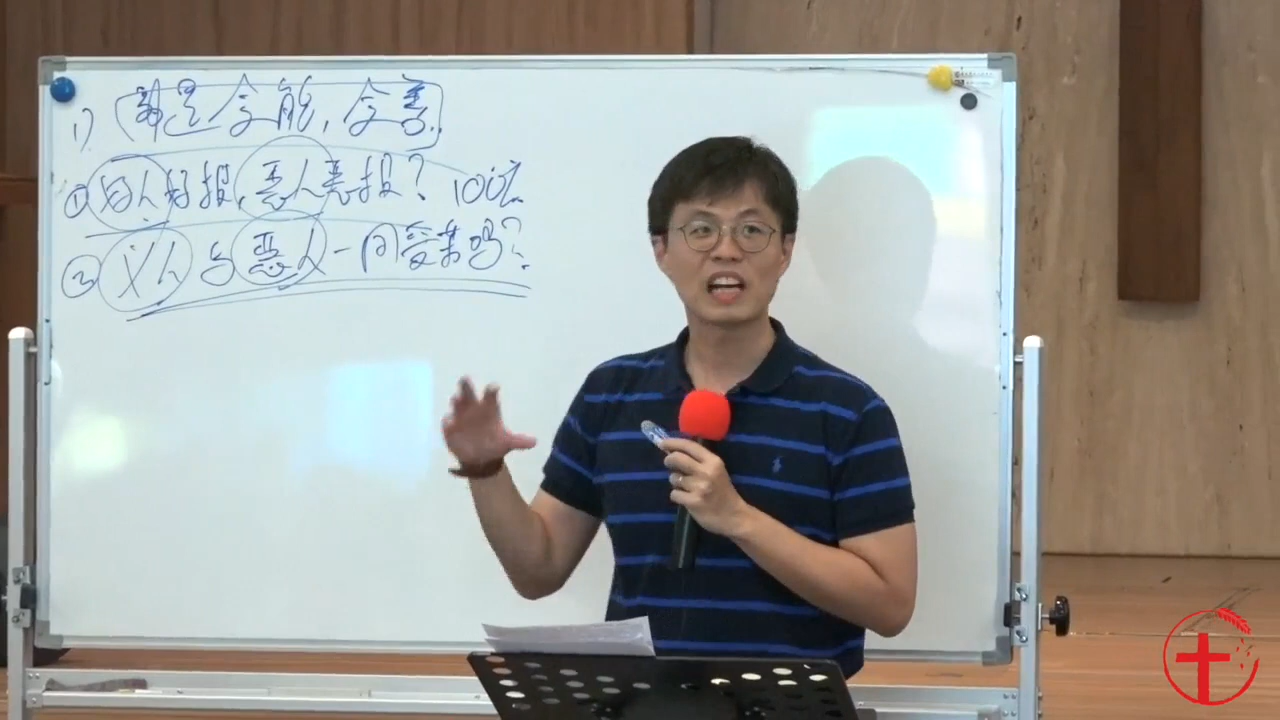 1) (神是全能,全善)
① 好人好报,恶人恶报? 100%
② 义人与恶人一同受苦吗?